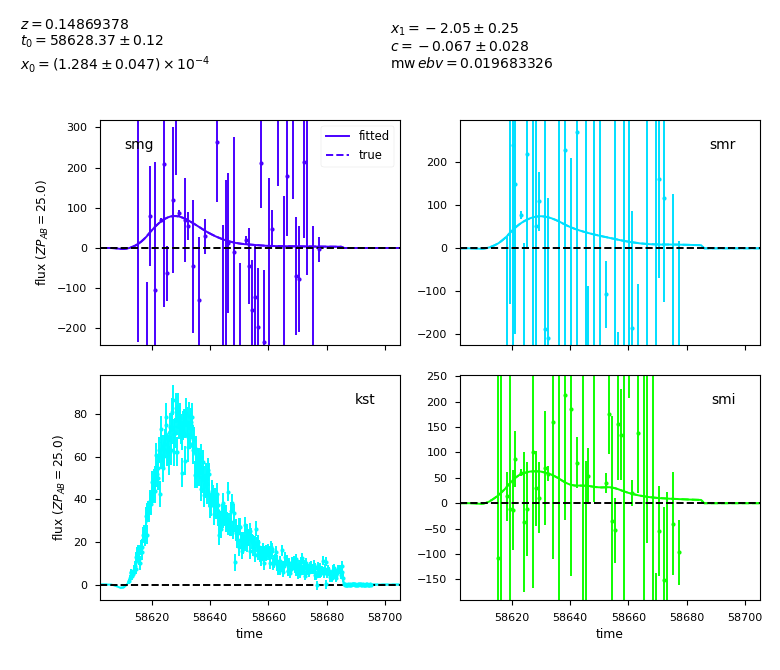 z = 0.14869378
t₀ = 58628.37 ± 0.12
x₀ = (1.284 ± 0.047) × 10⁻⁴
x₁ = −2.05 ± 0.25
c = −0.067 ± 0.028
mw ebv = 0.019683326
smg
fitted
true
300
200
100
0
−100
−200
flux (ZP_AB = 25.0)
smr
200
100
0
−100
−200
kst
80
60
40
20
0
flux (ZP_AB = 25.0)
58620 58640 58660 58680 58700
time
smi
250
200
150
100
50
0
−50
−100
−150
58620 58640 58660 58680 58700
time